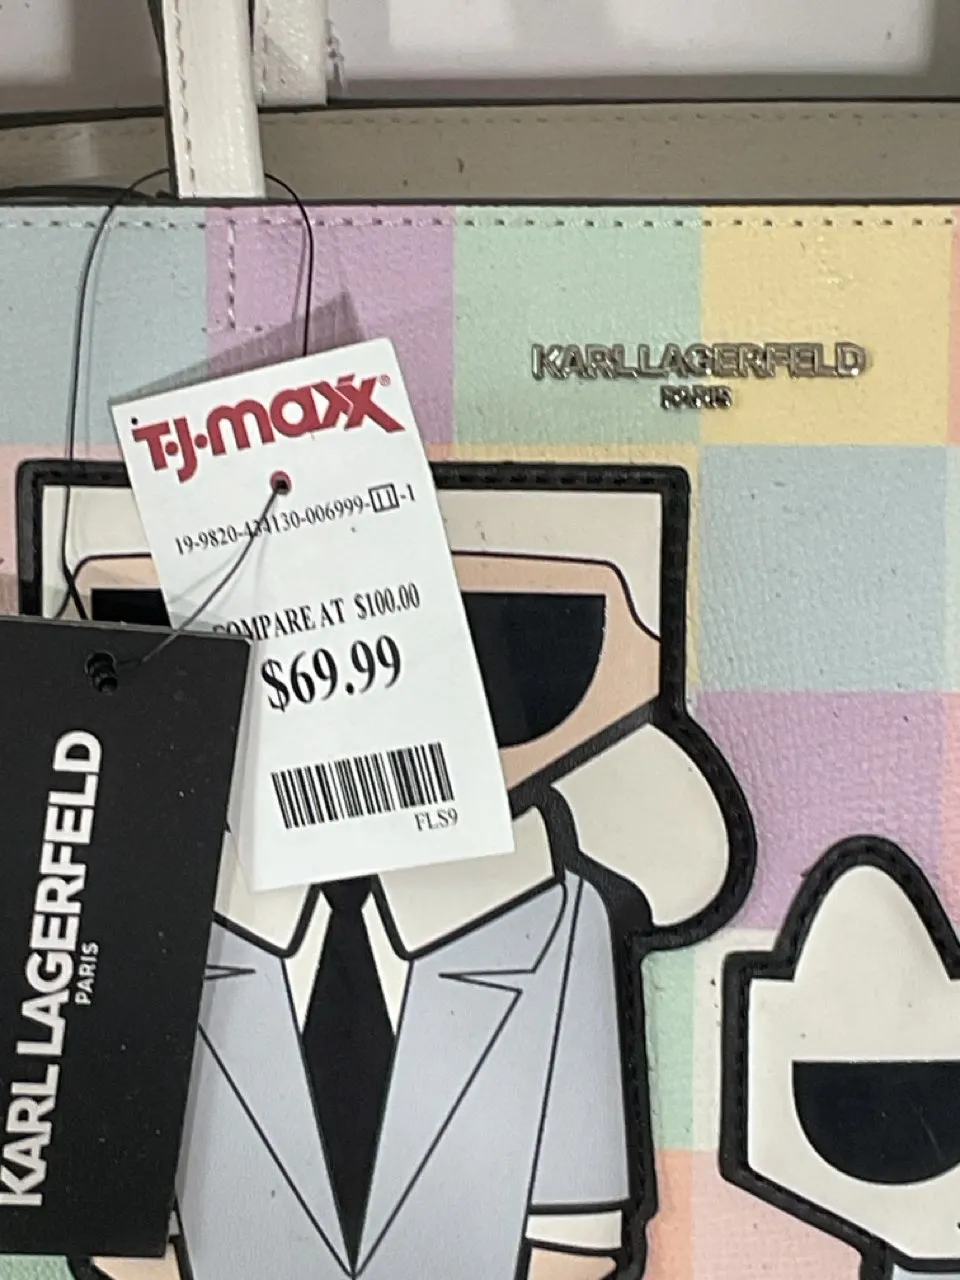 KARL LAGERFELD
PARIS
T·J·maxx®
19-9820-434130-006999-11-1
COMPARE AT $100.00
$69.99
FLS9
KARL LAGERFELD
PARIS